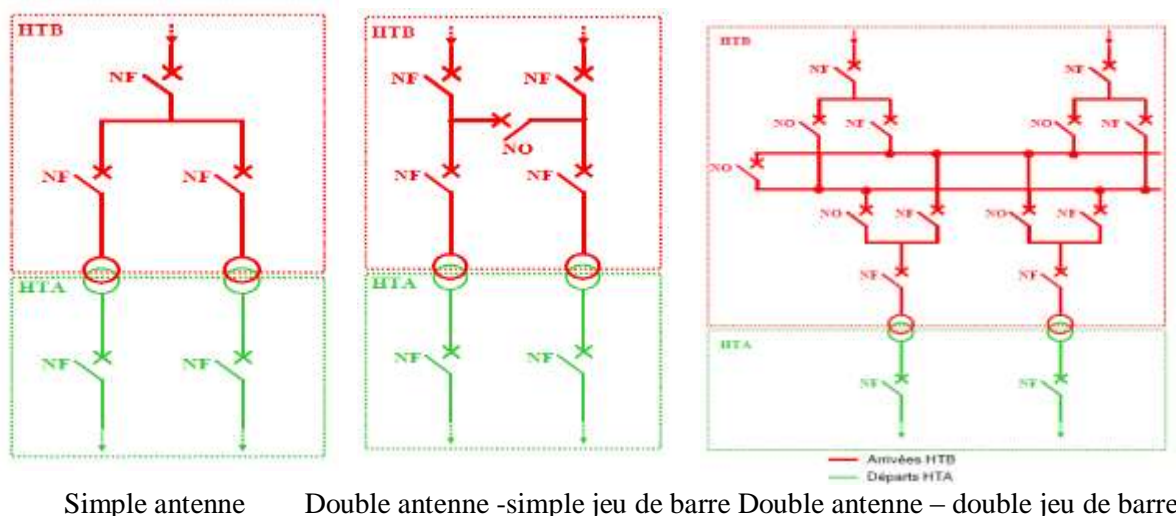 HTB
NF
NF NF
HTA
NF NF
HTB
NF NF
NO
NF NF
HTA
NF NF
HTB
NF NF
NO NF NO NF
NO
NO NF NO NF
NF NF
HTA
NF NF
Arrivées HTB
Départs HTA
Simple antenne Double antenne -simple jeu de barre Double antenne – double jeu de barre